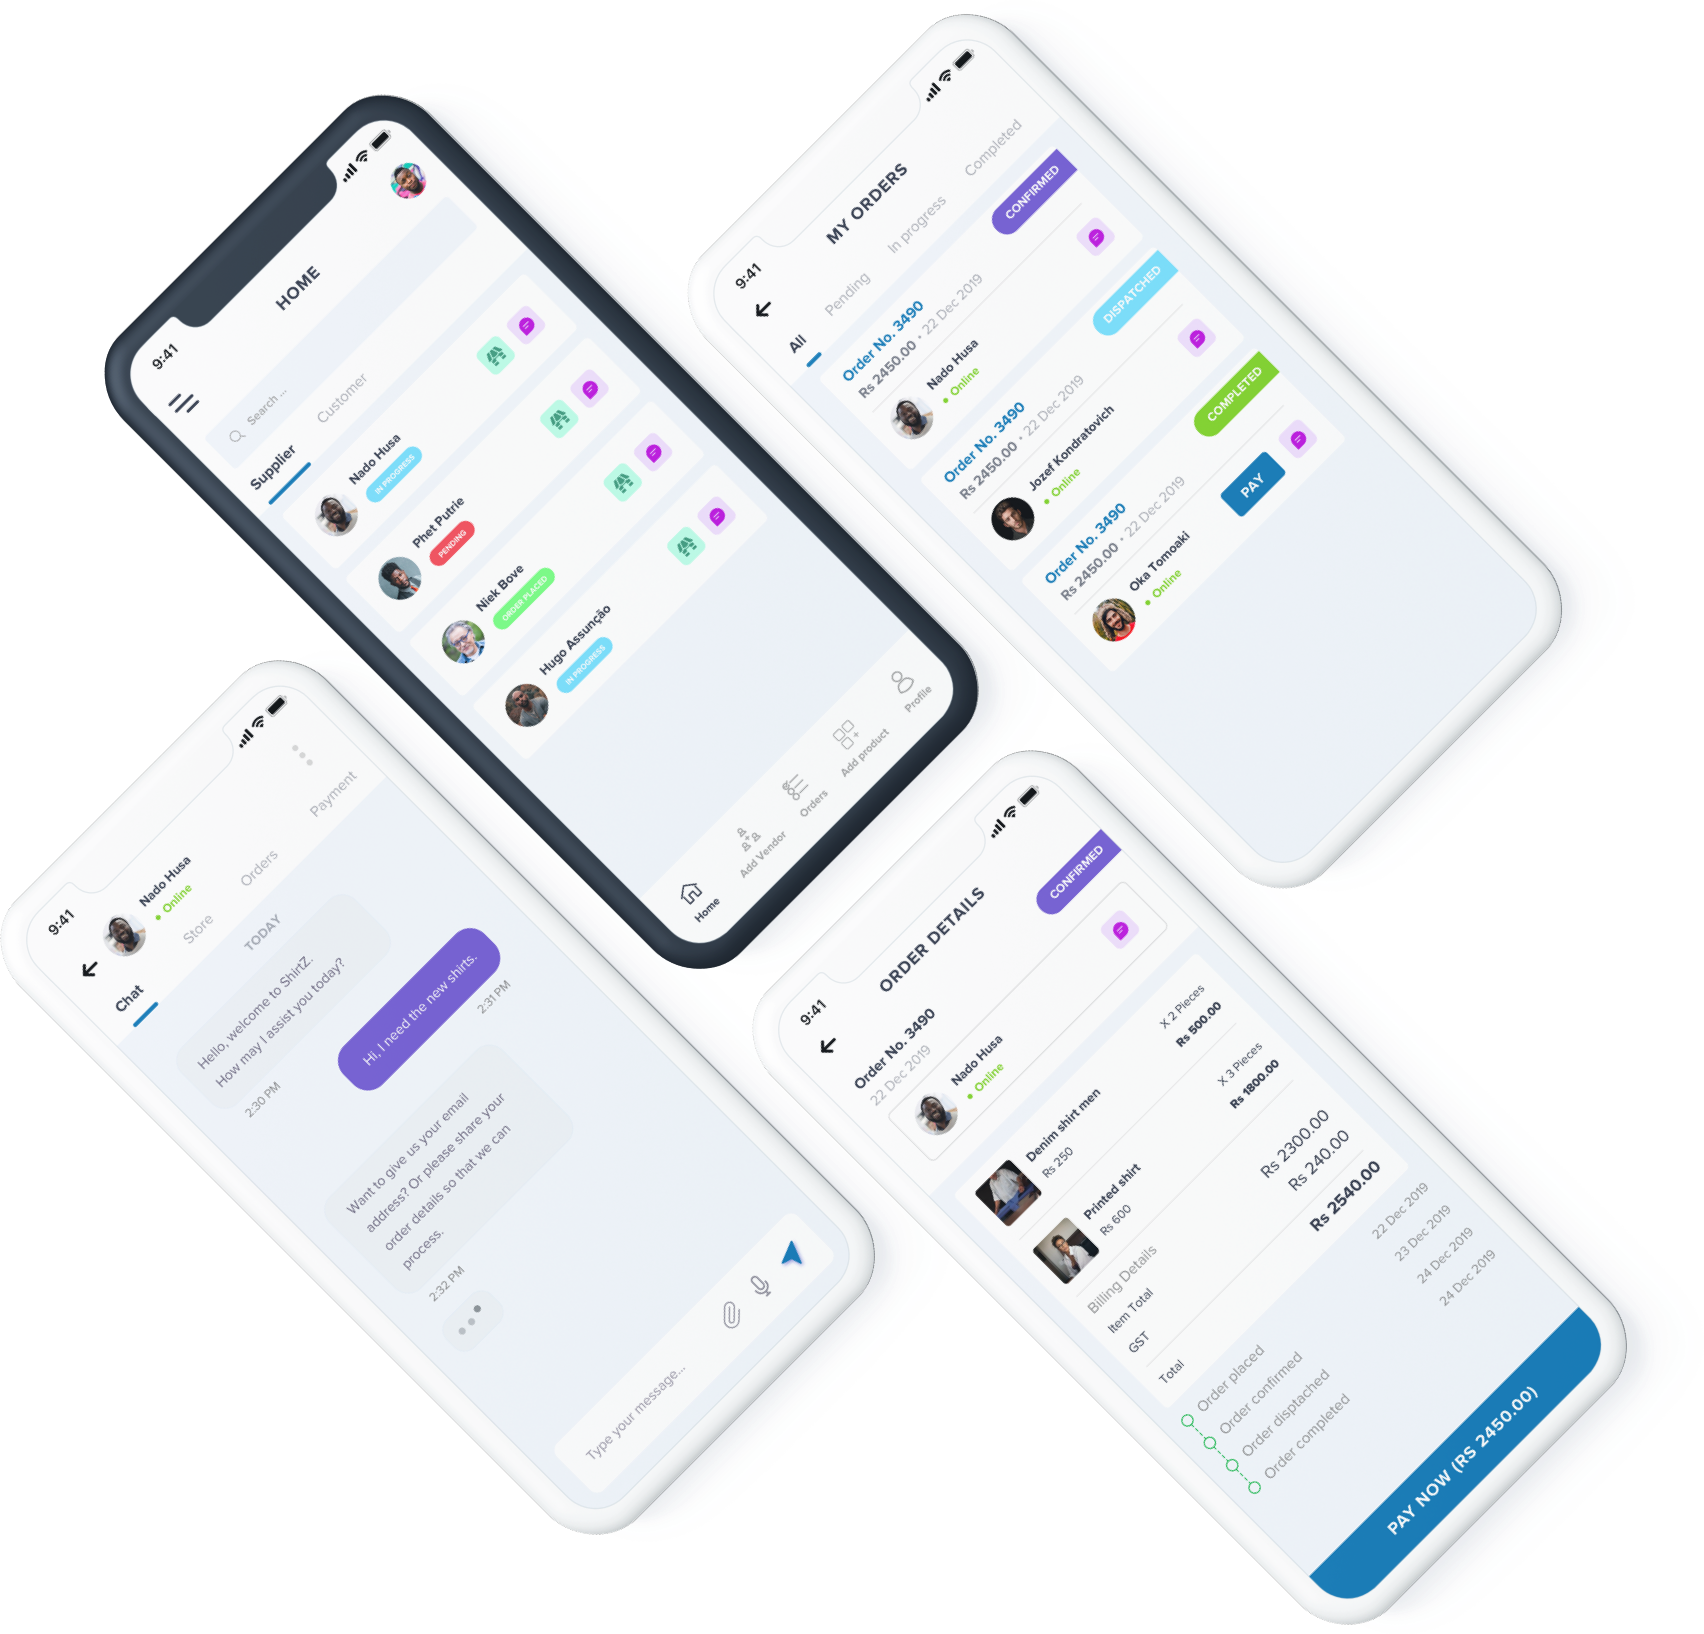 9:41
HOME
Search ...
Supplier
Customer
Nado Husa
IN PROGRESS
Phet Putrie
PENDING
Niek Bove
ORDER PLACED
Hugo Assunção
IN PROGRESS
Home
Add Vendor
Orders
Add product
Profile
9:41
MY ORDERS
All
Pending
In progress
Completed
CONFIRMED
Order No. 3490
Rs 2450.00 • 22 Dec 2019
Nado Husa
• Online
DISPATCHED
Order No. 3490
Rs 2450.00 • 22 Dec 2019
Jozef Kondratovich
• Online
COMPLETED
Order No. 3490
Rs 2450.00 • 22 Dec 2019
Oka Tomoaki
• Online
PAY
9:41
Nado Husa
• Online
Chat
Store
Orders
Payment
TODAY
Hello, welcome to ShirtZ.
How may I assist you today?
2:30 PM
Hi, I need the new shirts.
2:31 PM
Want to give us your email
address? Or please share your
order details so that we can
process.
2:32 PM
Type your message...
9:41
ORDER DETAILS
CONFIRMED
Order No. 3490
22 Dec 2019
Nado Husa
• Online
Denim shirt men
Rs 250
X 2 Pieces
Rs 500.00
Printed shirt
Rs 600
X 3 Pieces
Rs 1800.00
Billing Details
Item Total Rs 2300.00
GST Rs 240.00
Total Rs 2540.00
Order placed 22 Dec 2019
Order confirmed 23 Dec 2019
Order disptached 24 Dec 2019
Order completed 24 Dec 2019
PAY NOW (RS 2450.00)